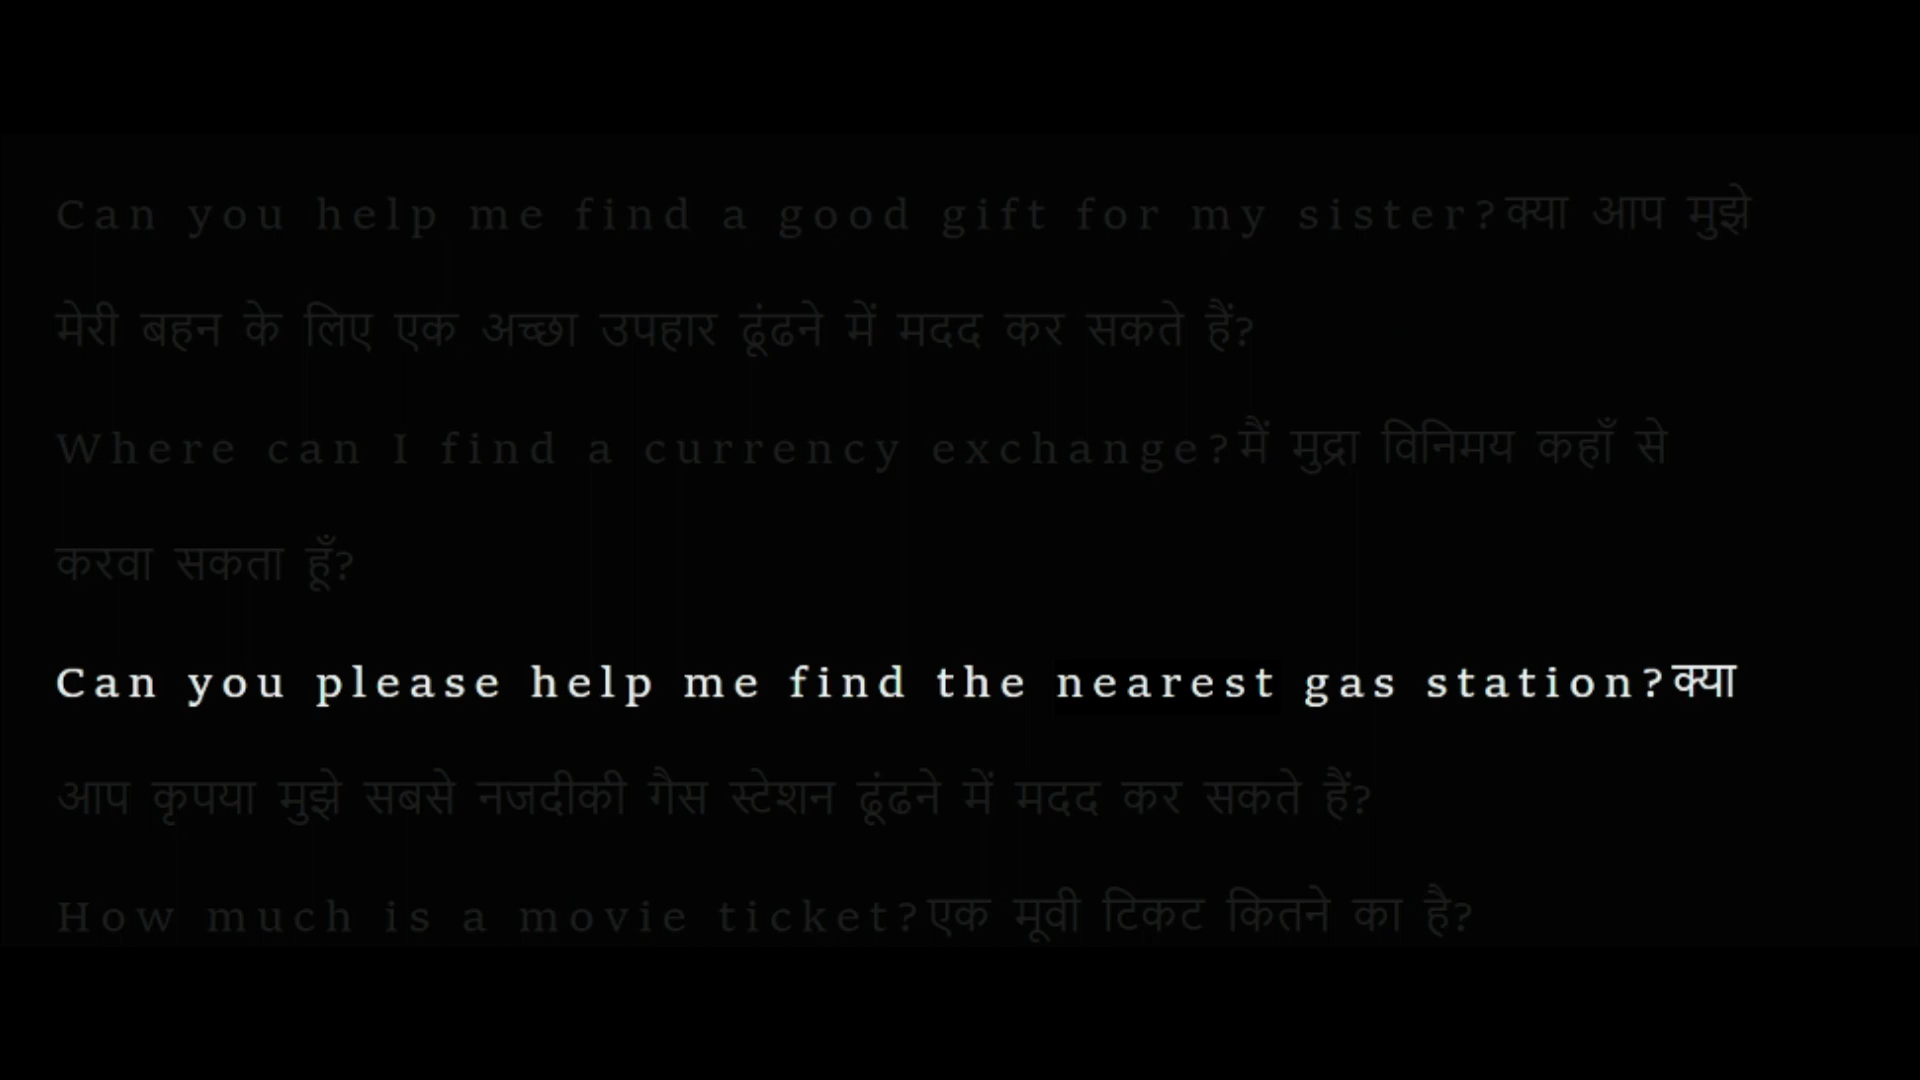 Can you help me find a good gift for my sister?क्या आप मुझे
मेरी बहन के लिए एक अच्छा उपहार ढूंढने में मदद कर सकते हैं?
Where can I find a currency exchange?मैं मुद्रा विनिमय कहाँ से
करवा सकता हूँ?
Can you please help me find the nearest gas station?क्या
आप कृपया मुझे सबसे नजदीकी गैस स्टेशन ढूंढने में मदद कर सकते हैं?
How much is a movie ticket?एक मूवी टिकट कितने का है?